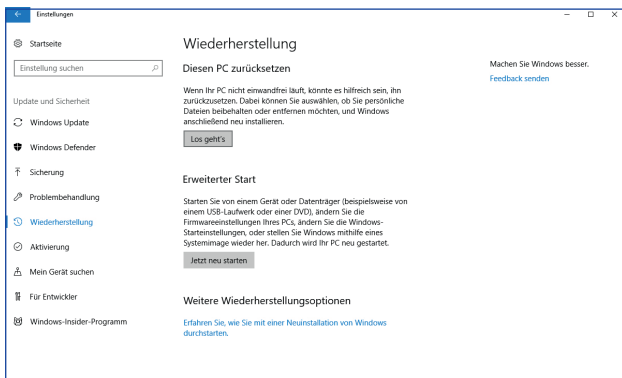 Einstellungen
Startseite
Einstellung suchen
Update und Sicherheit
Windows Update
Windows Defender
Sicherung
Problembehandlung
Wiederherstellung
Aktivierung
Mein Gerät suchen
Für Entwickler
Windows-Insider-Programm
Wiederherstellung
Diesen PC zurücksetzen
Wenn Ihr PC nicht einwandfrei läuft, könnte es hilfreich sein, ihn
zurückzusetzen. Dabei können Sie auswählen, ob Sie persönliche
Dateien beibehalten oder entfernen möchten, und Windows
anschließend neu installieren.
Los geht's
Erweiterter Start
Starten Sie von einem Gerät oder Datenträger (beispielsweise von
einem USB-Laufwerk oder einer DVD), ändern Sie die
Firmwareeinstellungen Ihres PCs, ändern Sie die Windows-
Starteinstellungen, oder stellen Sie Windows mithilfe eines
Systemimage wieder her. Dadurch wird Ihr PC neu gestartet.
Jetzt neu starten
Weitere Wiederherstellungsoptionen
Erfahren Sie, wie Sie mit einer Neuinstallation von Windows
durchstarten.
Machen Sie Windows besser.
Feedback senden